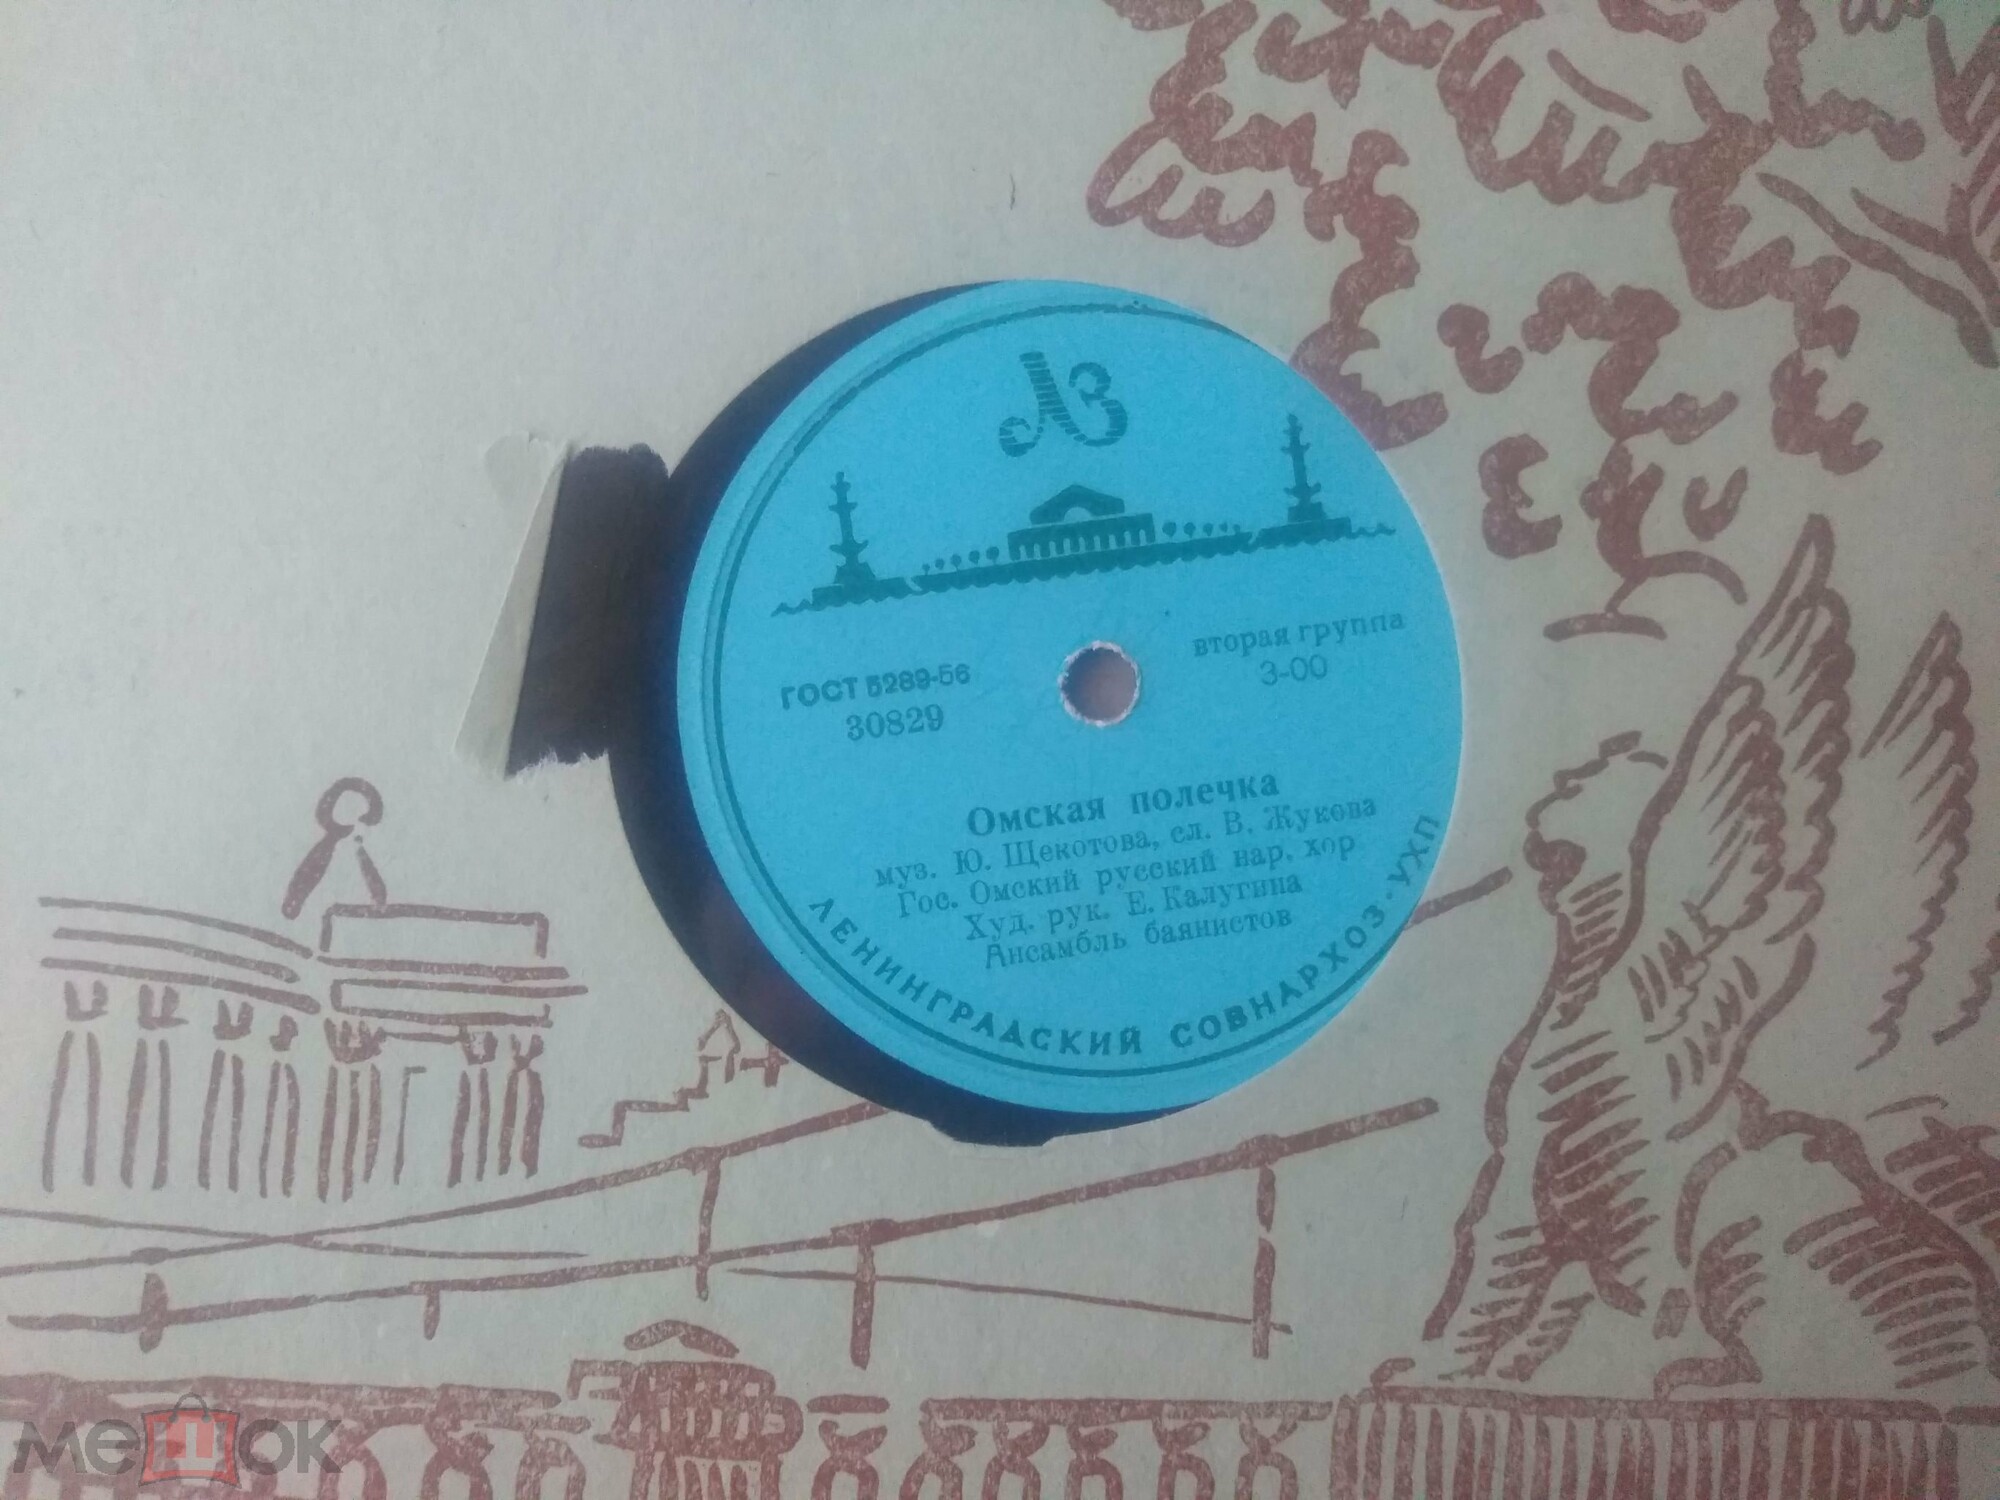 ЛЗ
ГОСТ 5289-56
30829
вторая группа
3-00
Омская полечка
муз. Ю. Щекотова, сл. В. Жукова
Гос. Омский русский нар. хор
Худ. рук. Е. Калугина
Ансамбль баянистов
ЛЕНИНГРАДСКИЙ СОВНАРХОЗ·УХП
мешок